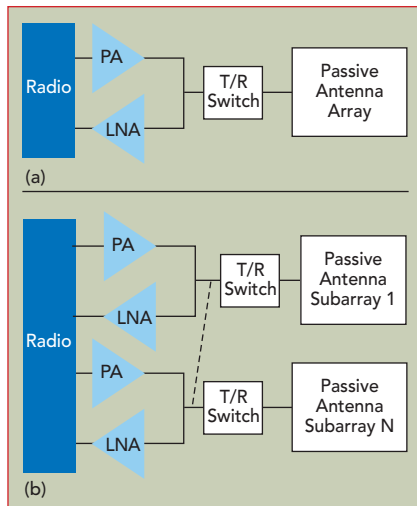 PA
Radio
LNA
T/R
Switch
Passive
Antenna
Array
(a)
PA
LNA
T/R
Switch
Passive
Antenna
Subarray 1
Radio
PA
LNA
T/R
Switch
Passive
Antenna
Subarray N
(b)